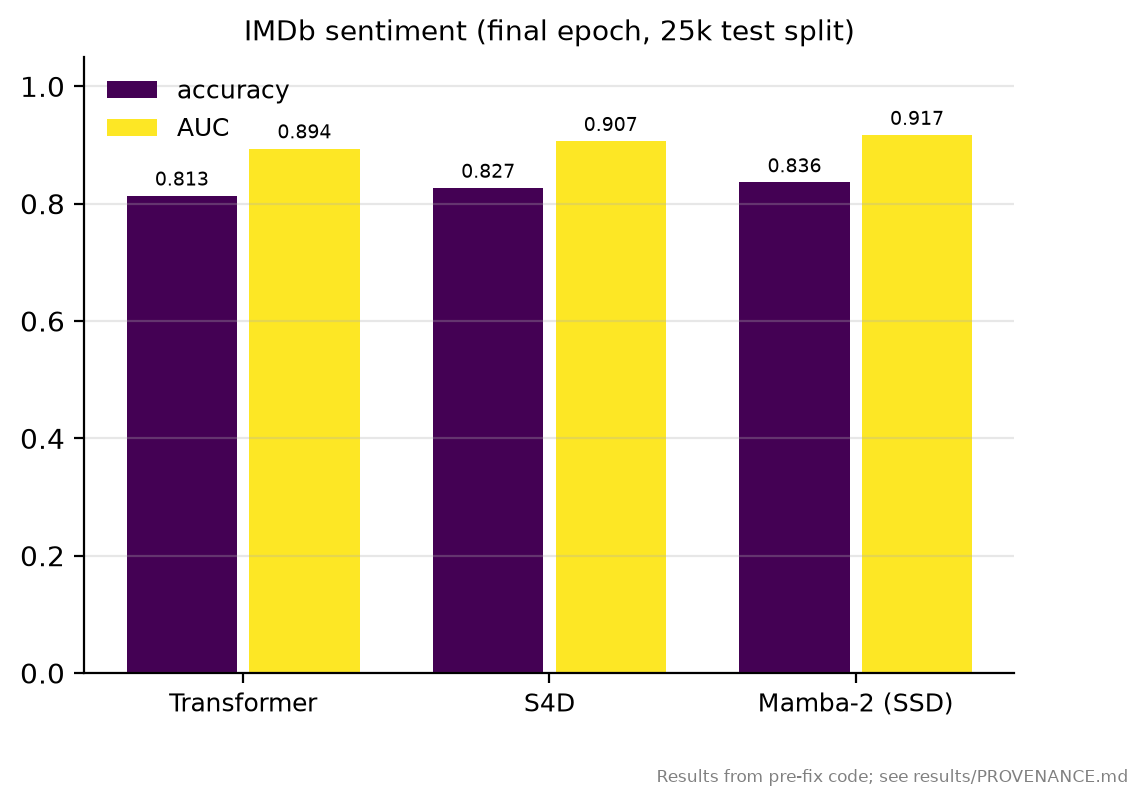 IMDb sentiment (final epoch, 25k test split)
accuracy
AUC
1.0
0.8
0.6
0.4
0.2
0.0
0.813
0.894
0.827
0.907
0.836
0.917
Transformer
S4D
Mamba-2 (SSD)
Results from pre-fix code; see results/PROVENANCE.md